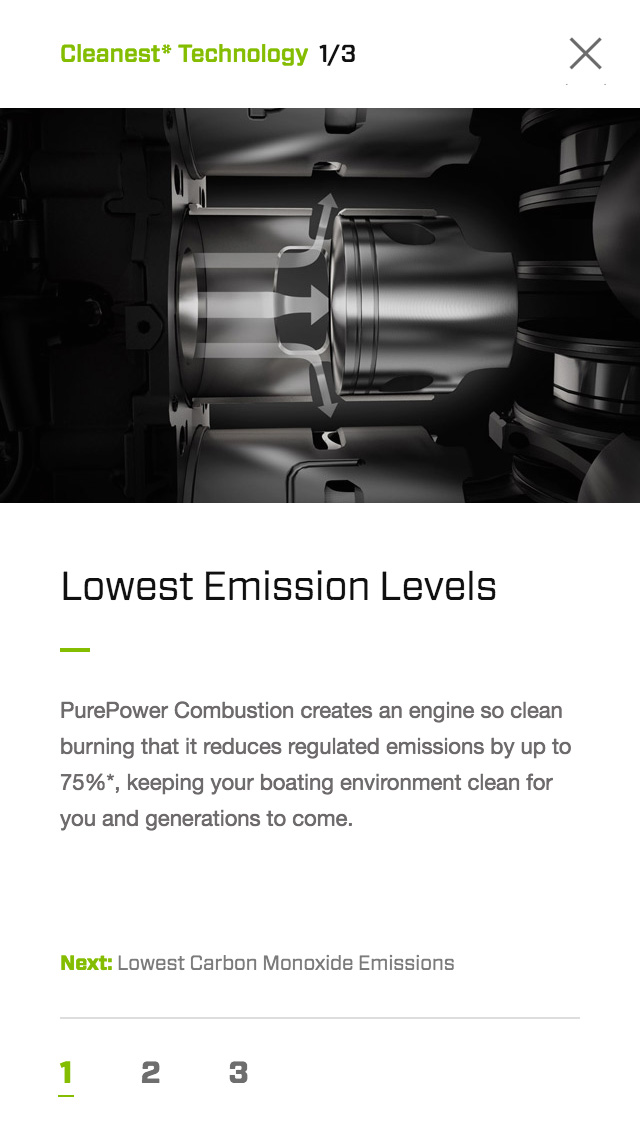 Cleanest* Technology 1/3
Lowest Emission Levels
PurePower Combustion creates an engine so clean
burning that it reduces regulated emissions by up to
75%*, keeping your boating environment clean for
you and generations to come.
Next: Lowest Carbon Monoxide Emissions
1 2 3